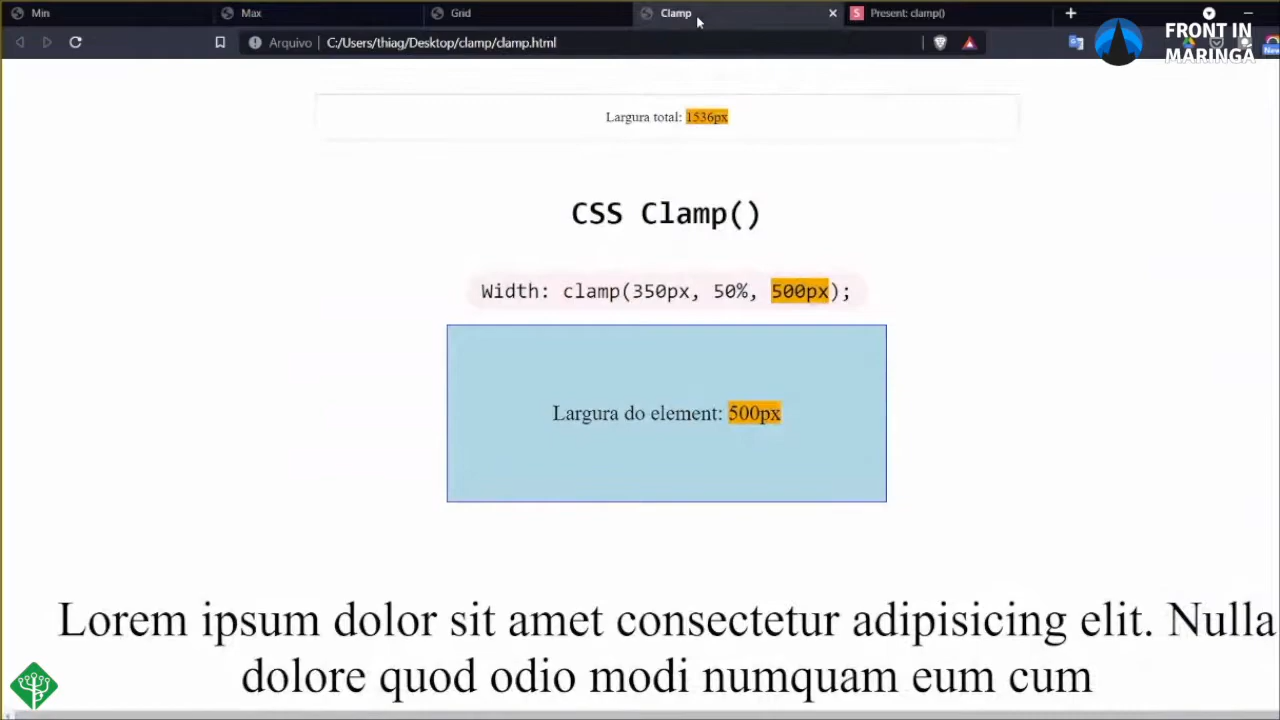 Min
Max
Grid
Clamp
S Present: clamp()
Arquivo
C:/Users/thiag/Desktop/clamp/clamp.html
FRONT IN
MARINGÁ
New
Largura total: 1536px
CSS Clamp()
Width: clamp(350px, 50%, 500px);
Largura do element: 500px
Lorem ipsum dolor sit amet consectetur adipisicing elit. Nulla
dolore quod odio modi numquam eum cum